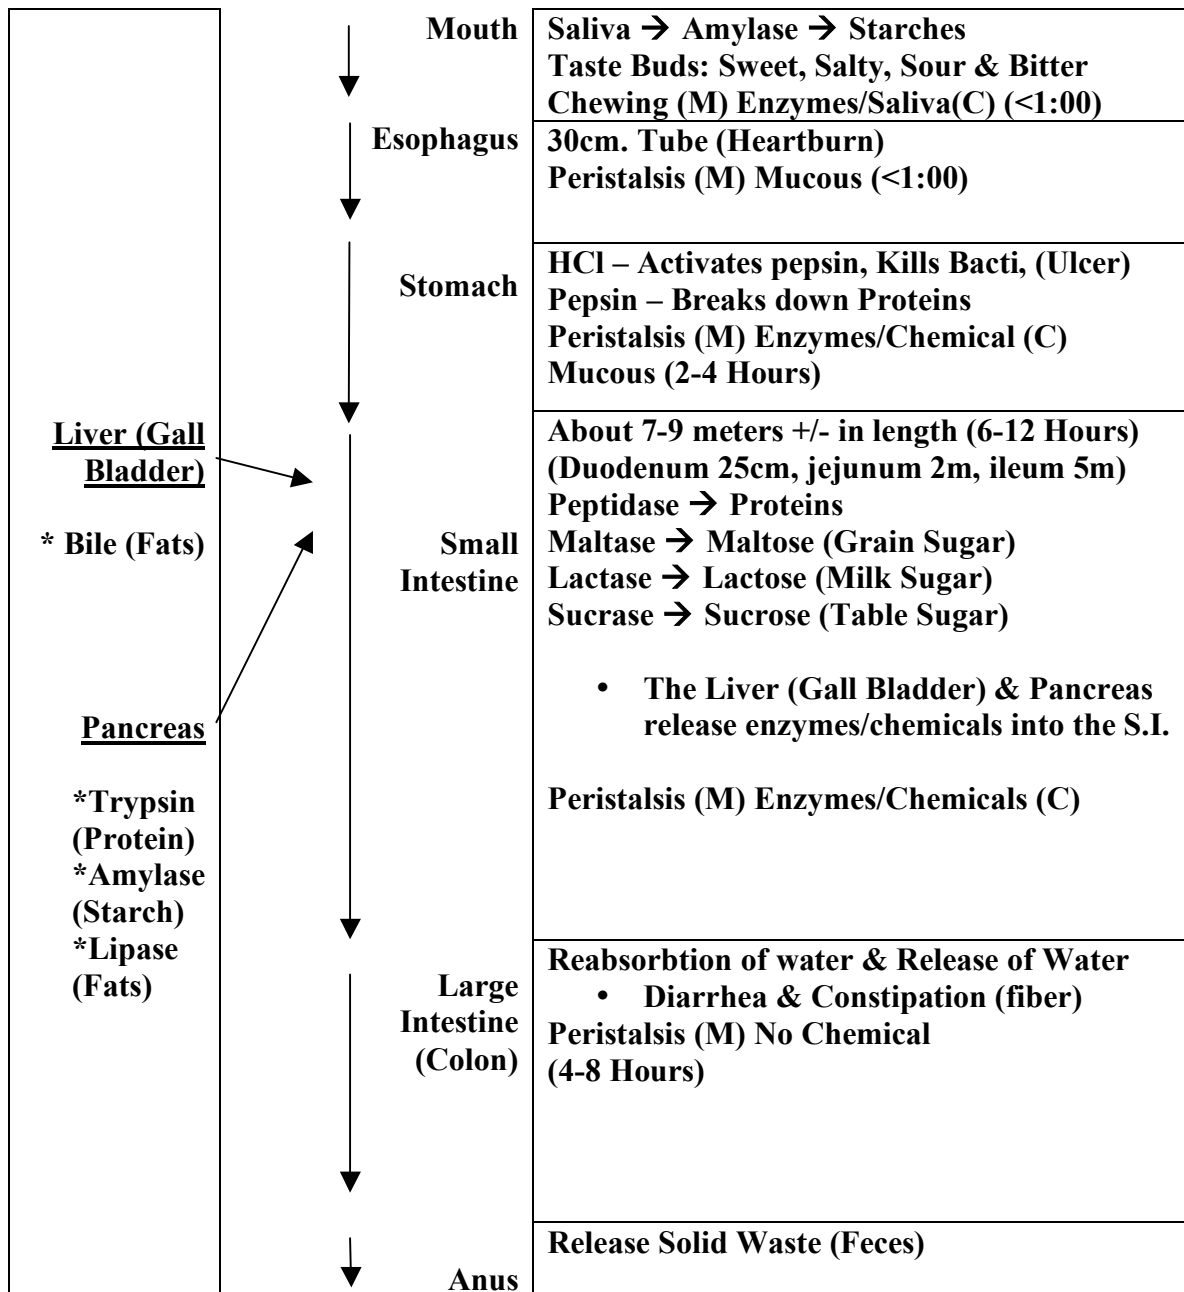 Mouth
Saliva → Amylase → Starches
Taste Buds: Sweet, Salty, Sour & Bitter
Chewing (M) Enzymes/Saliva(C) (<1:00)
Esophagus
30cm. Tube (Heartburn)
Peristalsis (M) Mucous (<1:00)
Stomach
HCl – Activates pepsin, Kills Bacti, (Ulcer)
Pepsin – Breaks down Proteins
Peristalsis (M) Enzymes/Chemical (C)
Mucous (2-4 Hours)
Liver (Gall
Bladder)
* Bile (Fats)
Pancreas
*Trypsin
(Protein)
*Amylase
(Starch)
*Lipase
(Fats)
Small
Intestine
About 7-9 meters +/- in length (6-12 Hours)
(Duodenum 25cm, jejunum 2m, ileum 5m)
Peptidase → Proteins
Maltase → Maltose (Grain Sugar)
Lactase → Lactose (Milk Sugar)
Sucrase → Sucrose (Table Sugar)
• The Liver (Gall Bladder) & Pancreas
release enzymes/chemicals into the S.I.
Peristalsis (M) Enzymes/Chemicals (C)
Large
Intestine
(Colon)
Reabsorbtion of water & Release of Water
• Diarrhea & Constipation (fiber)
Peristalsis (M) No Chemical
(4-8 Hours)
Anus
Release Solid Waste (Feces)